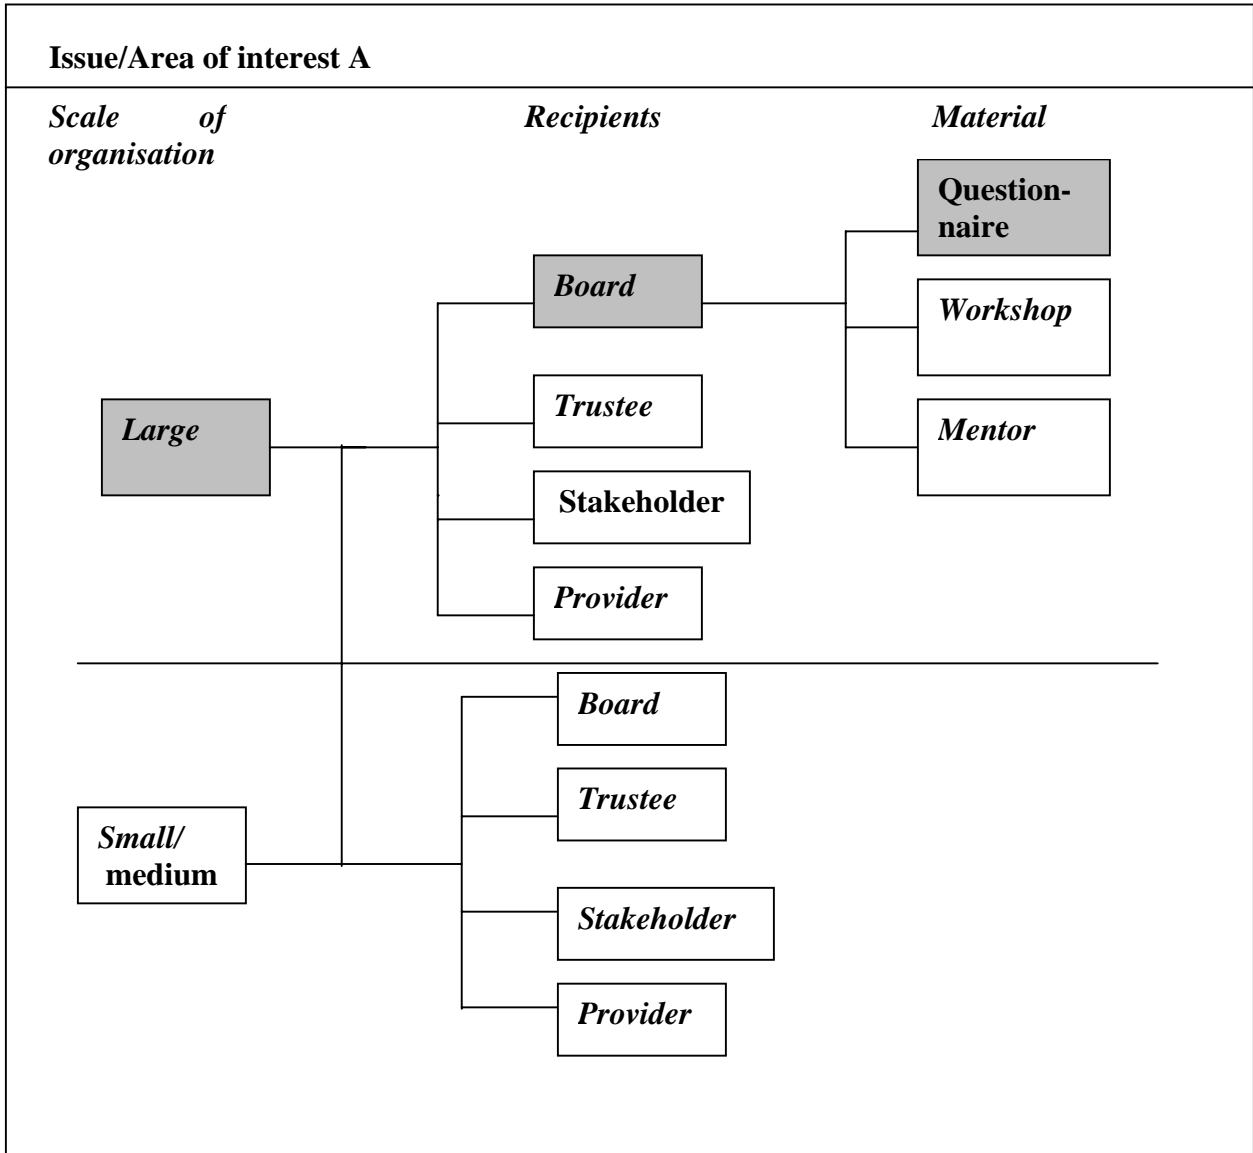 Issue/Area of interest A
Scale of
organisation
Recipients
Material
Question-
naire
Board
Workshop
Trustee
Large
Mentor
Stakeholder
Provider
Board
Trustee
Small/
medium
Stakeholder
Provider